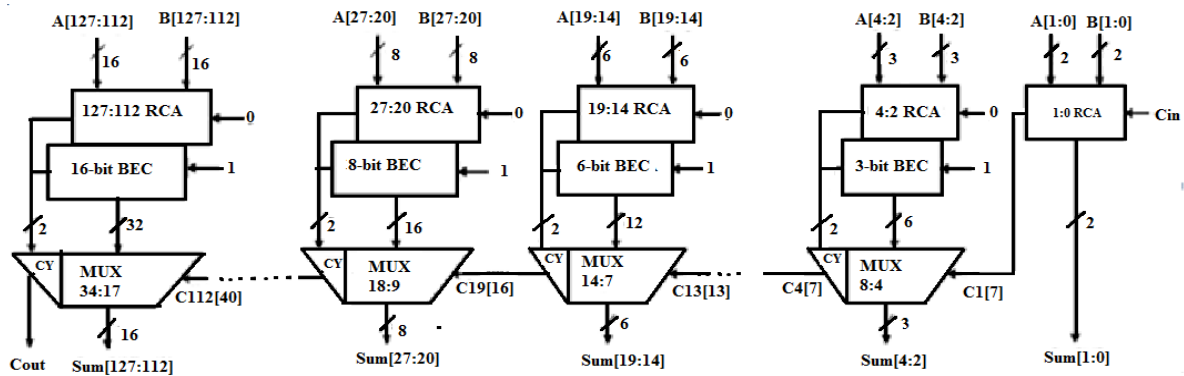 A[127:112] B[127:112] A[27:20] B[27:20] A[19:14] B[19:14] A[4:2] B[4:2] A[1:0] B[1:0]
16 16 8 8 6 6 3 3 2 2
127:112 RCA 0 27:20 RCA 0 19:14 RCA 0 4:2 RCA 0 1:0 RCA Cin
16-bit BEC 1 8-bit BEC 1 6-bit BEC . 1 3-bit BEC 1
2 32 2 16 2 12 2 6 2
CY MUX 34:17 C112[40] CY MUX 18:9 C19[16] CY MUX 14:7 C13[13] C4[7] CY MUX 8:4 C1[7]
16 8 6 3
Cout Sum[127:112] Sum[27:20] Sum[19:14] Sum[4:2] Sum[1:0]